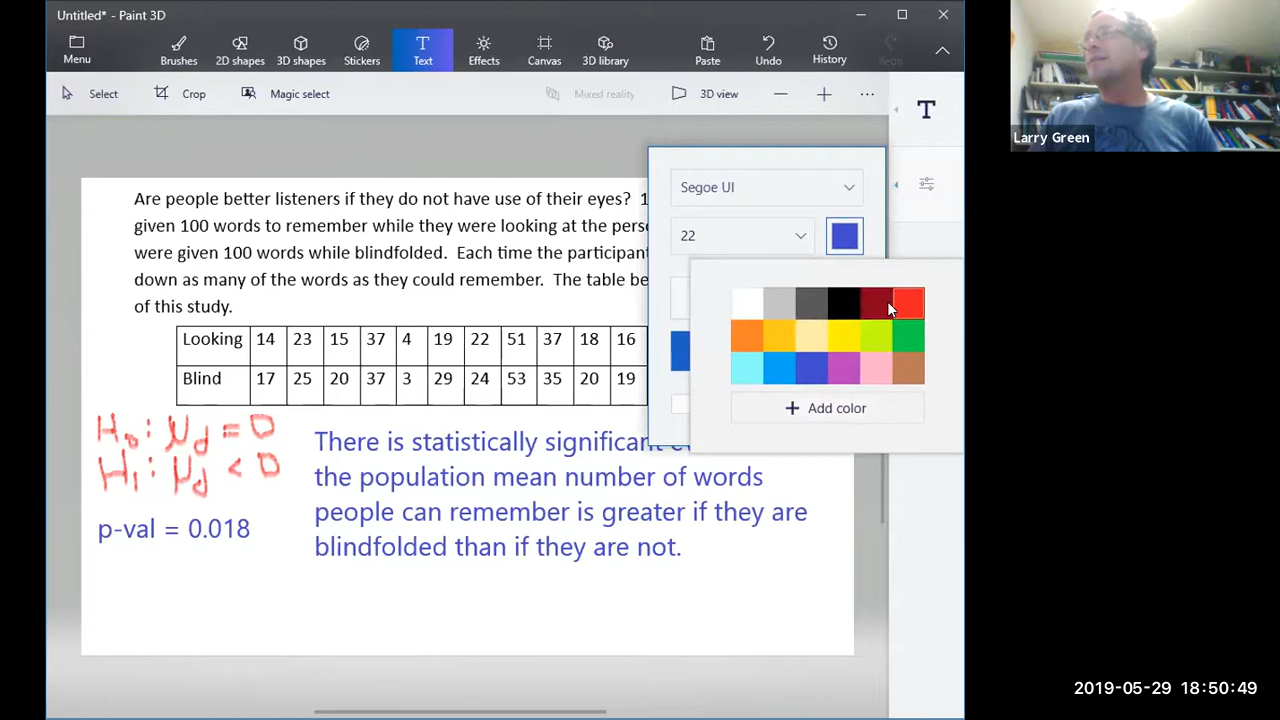 Untitled* - Paint 3D
Menu
Brushes
2D shapes
3D shapes
Stickers
Text
Effects
Canvas
3D library
Paste
Undo
History
Redo
Select
Crop
Magic select
Mixed reality
3D view
Larry Green
Segoe UI
22
Add color
Are people better listeners if they do not have use of their eyes? 1
given 100 words to remember while they were looking at the
were given 100 words while blindfolded. Each time the participant
down as many of the words as they could remember. The table
of this study.
Looking 14 23 15 37 4 19 22 51 37 18 16
Blind 17 25 20 37 3 29 24 53 35 20 19
H₀: μd = 0
H₁: μd < 0
p-val = 0.018
There is statistically significant
the population mean number of words
people can remember is greater if they are
blindfolded than if they are not.
2019-05-29 18:50:49